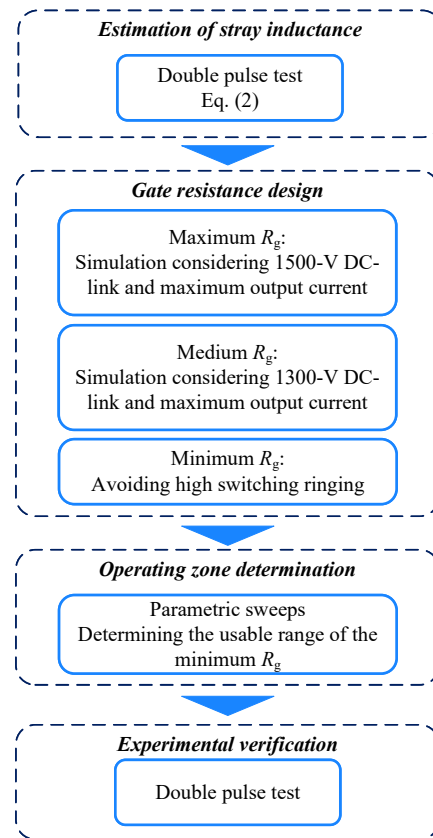 Estimation of stray inductance
Double pulse test
Eq. (2)
Gate resistance design
Maximum Rg:
Simulation considering 1500-V DC-
link and maximum output current
Medium Rg:
Simulation considering 1300-V DC-
link and maximum output current
Minimum Rg:
Avoiding high switching ringing
Operating zone determination
Parametric sweeps
Determining the usable range of the
minimum Rg
Experimental verification
Double pulse test